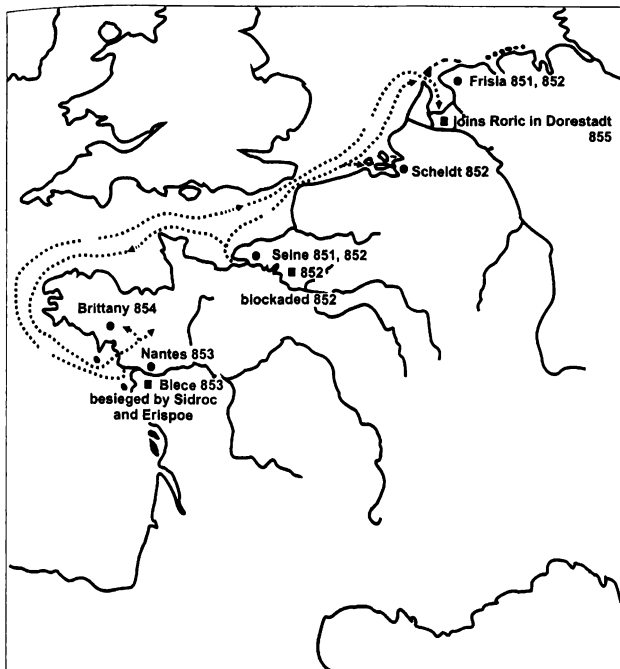 Frisia 851, 852
joins Roric in Dorestadt
855
Scheldt 852
Seine 851, 852
852
blockaded 852
Brittany 854
Nantes 853
Biece 853
besieged by Sidroc
and Erispoe